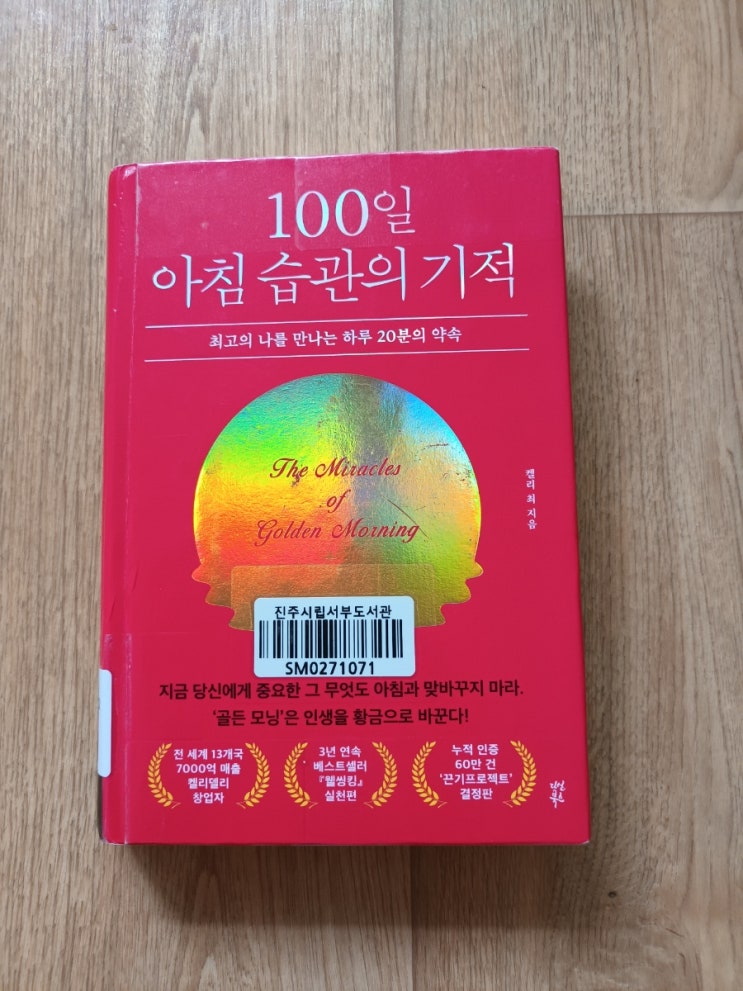 100일
아침 습관의 기적
최고의 나를 만나는 하루 20분의 약속
The Miracles
of
Golden Morning
켈리 최 지음
진주시립서부도서관
SM0271071
지금 당신에게 중요한 그 무엇도 아침과 맞바꾸지 마라.
‘골든 모닝’은 인생을 황금으로 바꾼다!
전 세계 13개국
7000억 매출
켈리델리
창업자
3년 연속
베스트셀러
『웰씽킹』
실천편
누적 인증
60만 건
‘끈기프로젝트’
결정판
다산
북스